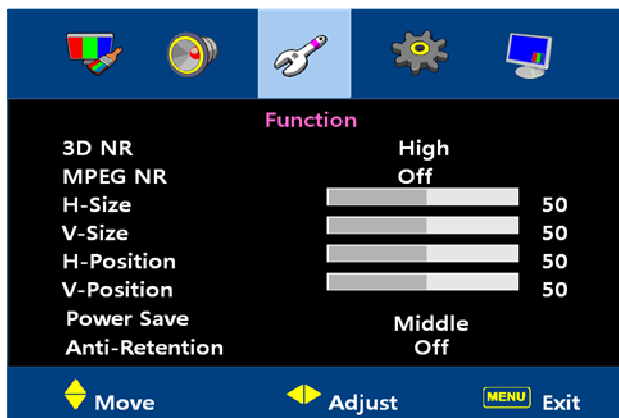 Function
3D NR High
MPEG NR Off
H-Size 50
V-Size 50
H-Position 50
V-Position 50
Power Save Middle
Anti-Retention Off
Move Adjust MENU Exit